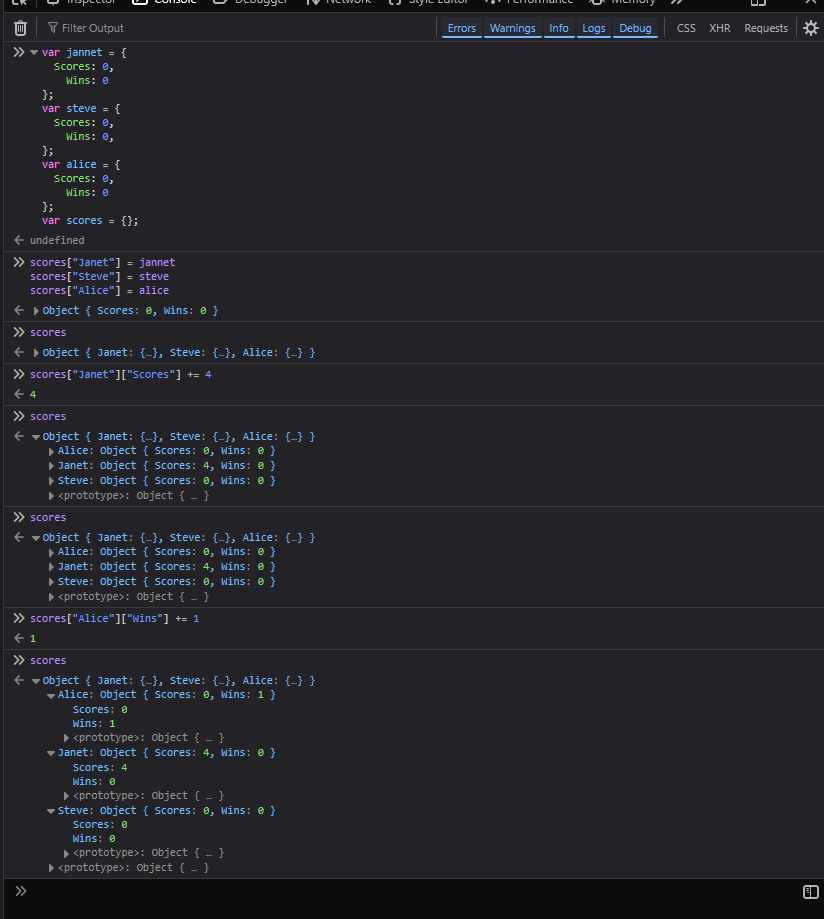 Inspector Console Debugger Network Style Editor Performance Memory
Filter Output Errors Warnings Info Logs Debug CSS XHR Requests
var jannet = {
Scores: 0,
Wins: 0
};
var steve = {
Scores: 0,
Wins: 0,
};
var alice = {
Scores: 0,
Wins: 0
};
var scores = {};
undefined
scores["Janet"] = jannet
scores["Steve"] = steve
scores["Alice"] = alice
Object { Scores: 0, Wins: 0 }
scores
Object { Janet: {…}, Steve: {…}, Alice: {…} }
scores["Janet"]["Scores"] += 4
4
scores
Object { Janet: {…}, Steve: {…}, Alice: {…} }
Alice: Object { Scores: 0, Wins: 0 }
Janet: Object { Scores: 4, Wins: 0 }
Steve: Object { Scores: 0, Wins: 0 }
<prototype>: Object { … }
scores
Object { Janet: {…}, Steve: {…}, Alice: {…} }
Alice: Object { Scores: 0, Wins: 0 }
Janet: Object { Scores: 4, Wins: 0 }
Steve: Object { Scores: 0, Wins: 0 }
<prototype>: Object { … }
scores["Alice"]["Wins"] += 1
1
scores
Object { Janet: {…}, Steve: {…}, Alice: {…} }
Alice: Object { Scores: 0, Wins: 1 }
Scores: 0
Wins: 1
<prototype>: Object { … }
Janet: Object { Scores: 4, Wins: 0 }
Scores: 4
Wins: 0
<prototype>: Object { … }
Steve: Object { Scores: 0, Wins: 0 }
Scores: 0
Wins: 0
<prototype>: Object { … }
<prototype>: Object { … }